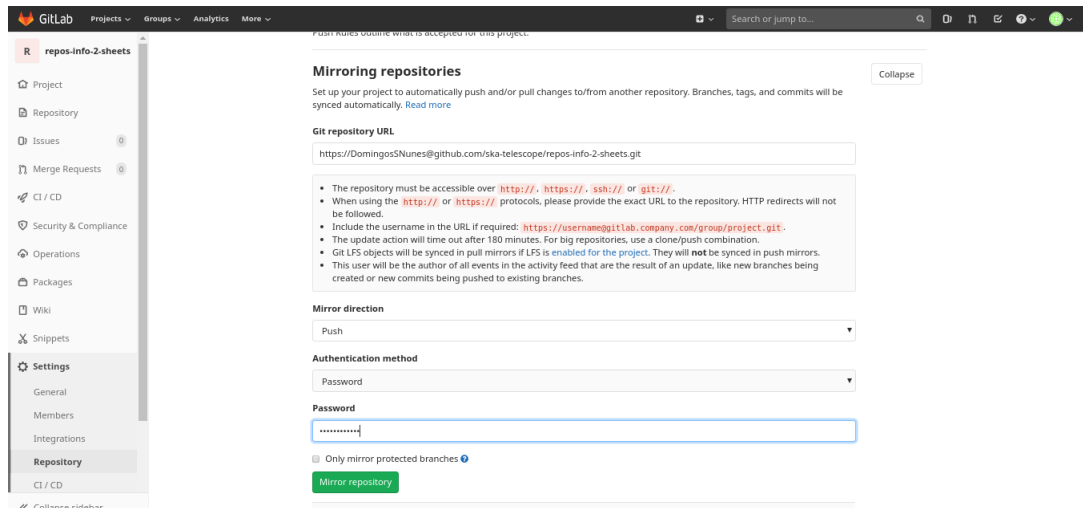 GitLab Projects Groups Analytics More Search or jump to...
Push Rules outline what is accepted for this project.
R repos-info-2-sheets
Project
Repository
Issues 0
Merge Requests 0
CI / CD
Security & Compliance
Operations
Packages
Wiki
Snippets
Settings
General
Members
Integrations
Repository
CI / CD
Collapse sidebar
Mirroring repositories
Collapse
Set up your project to automatically push and/or pull changes to/from another repository. Branches, tags, and commits will be
synced automatically. Read more
Git repository URL
https://DomingosSNunes@github.com/ska-telescope/repos-info-2-sheets.git
• The repository must be accessible over http://, https://, ssh:// or git://.
• When using the http:// or https:// protocols, please provide the exact URL to the repository. HTTP redirects will not
be followed.
• Include the username in the URL if required: https://username@gitlab.company.com/group/project.git.
• The update action will time out after 180 minutes. For big repositories, use a clone/push combination.
• Git LFS objects will be synced in pull mirrors if LFS is enabled for the project. They will not be synced in push mirrors.
• This user will be the author of all events in the activity feed that are the result of an update, like new branches being
created or new commits being pushed to existing branches.
Mirror direction
Push
Authentication method
Password
Password
••••••••••••
Only mirror protected branches
Mirror repository